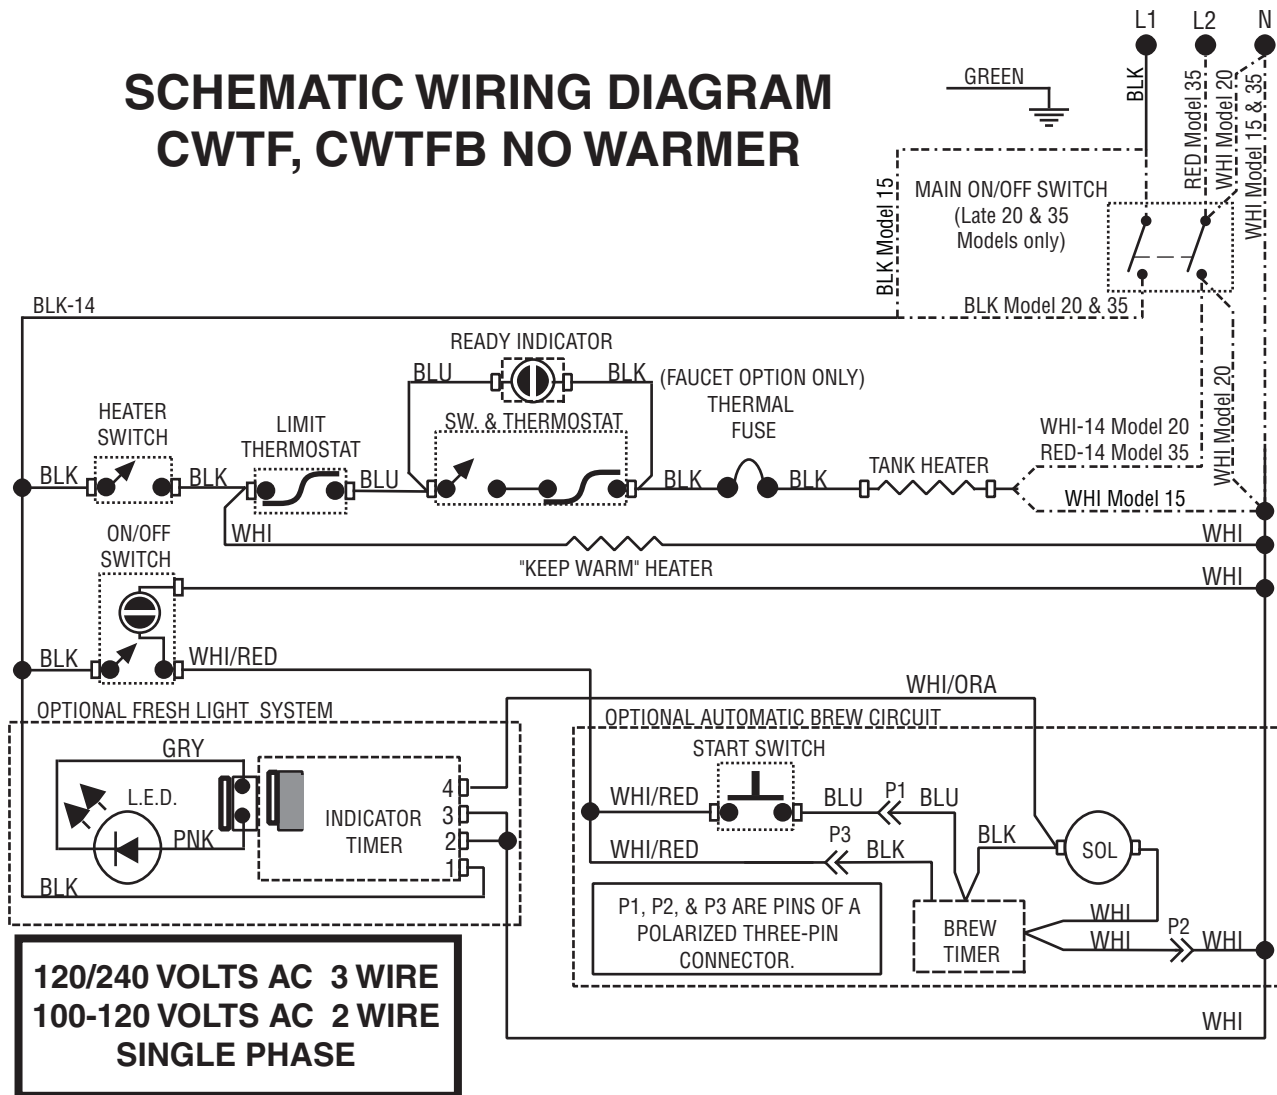 L1
L2
N
SCHEMATIC WIRING DIAGRAM
CWTF, CWTFB NO WARMER
GREEN
BLK
RED Model 35
WHI Model 20
WHI Model 15 & 35
BLK Model 15
MAIN ON/OFF SWITCH
(Late 20 & 35
Models only)
BLK-14
BLK Model 20 & 35
READY INDICATOR
BLU
BLK
(FAUCET OPTION ONLY)
THERMAL
FUSE
HEATER
SWITCH
LIMIT
THERMOSTAT
SW. & THERMOSTAT
WHI-14 Model 20
RED-14 Model 35
WHI Model 20
TANK HEATER
BLK
BLK
BLU
BLK
BLK
WHI Model 15
WHI
WHI
"KEEP WARM" HEATER
ON/OFF
SWITCH
WHI
BLK
WHI/RED
WHI/ORA
OPTIONAL FRESH LIGHT SYSTEM
OPTIONAL AUTOMATIC BREW CIRCUIT
GRY
START SWITCH
L.E.D.
PNK
INDICATOR
TIMER
4
3
2
1
BLK
WHI/RED
BLU
P1
BLU
P3
WHI/RED
BLK
BLK
SOL
P1, P2, & P3 ARE PINS OF A
POLARIZED THREE-PIN
CONNECTOR.
BREW
TIMER
WHI
WHI
P2
WHI
120/240 VOLTS AC 3 WIRE
100-120 VOLTS AC 2 WIRE
SINGLE PHASE
WHI